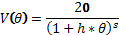 V(θ) = 20 / (1 + h * θ)^s